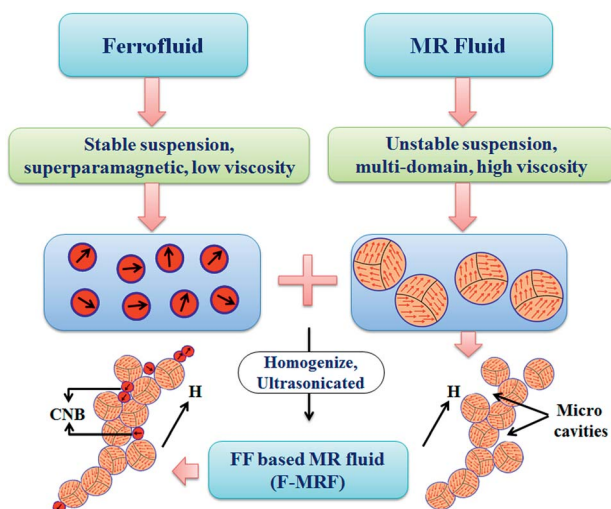 Ferrofluid
MR Fluid
Stable suspension,
superparamagnetic, low viscosity
Unstable suspension,
multi-domain, high viscosity
Homogenize,
Ultrasonicated
CNB
H
H
Micro
cavities
FF based MR fluid
(F-MRF)